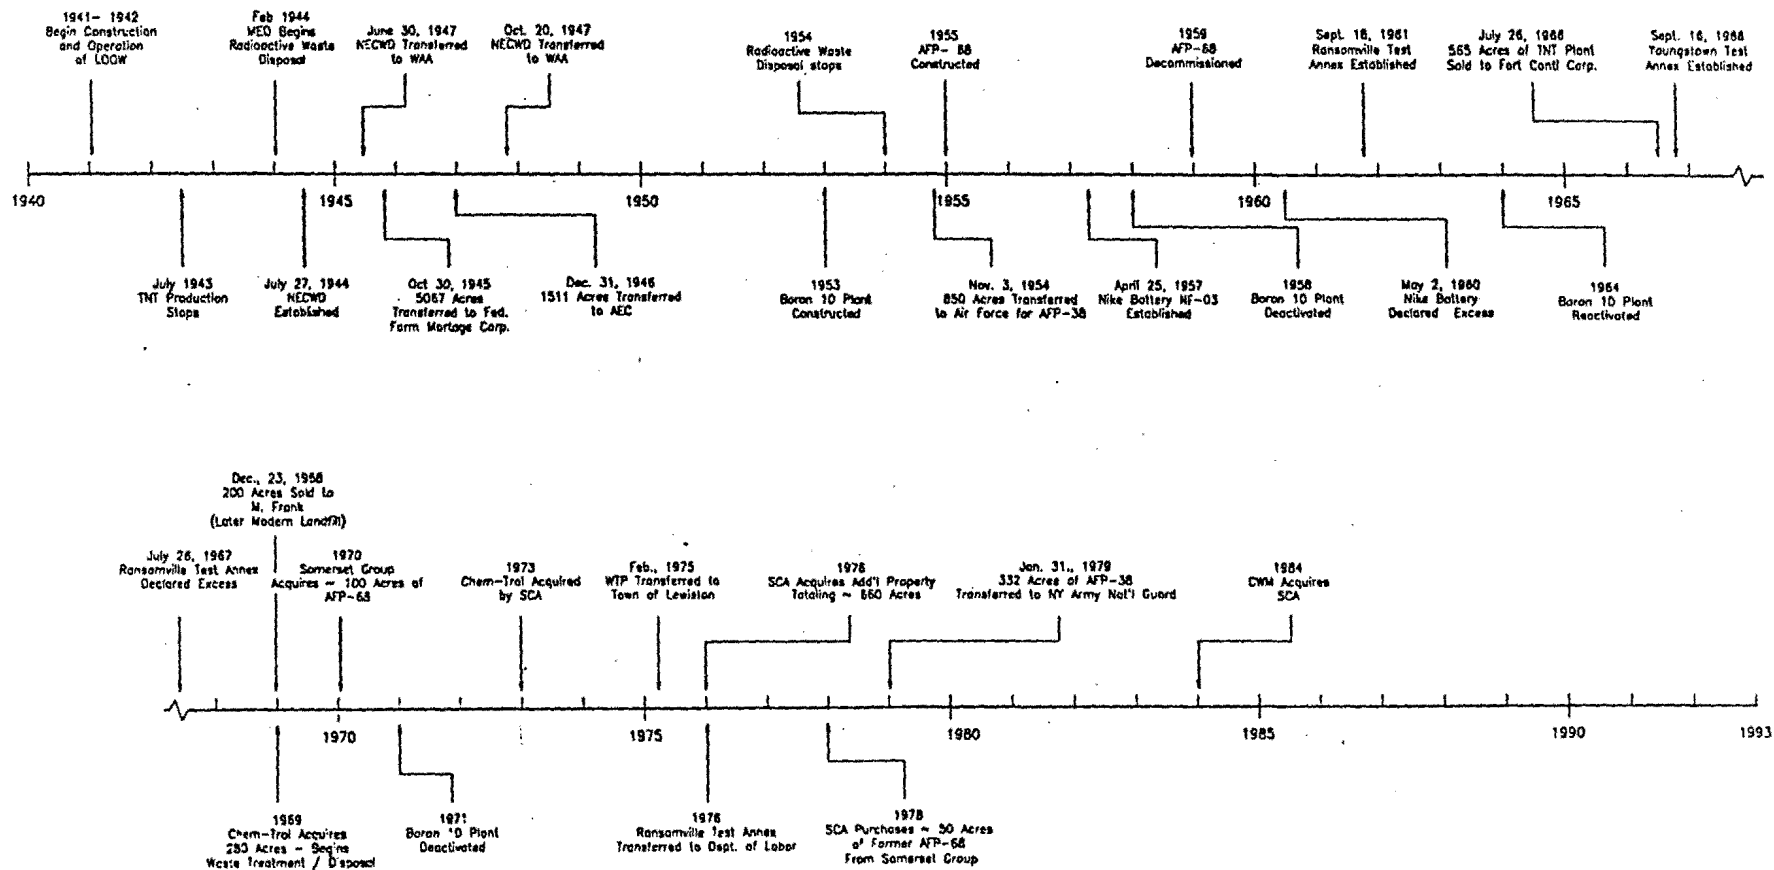 1941- 1942
Begin Construction
and Operation
of LOOW
Feb 1944
MED Begins
Radioactive Waste
Disposal
June 30, 1947
NECWD Transferred
to WAA
Oct. 20, 1947
NECWD Transferred
to WAA
1954
Radioactive Waste
Disposal stops
1955
AFP- 68
Constructed
1959
AFP-68
Decommissioned
Sept. 18, 1961
Ransomville Test
Annex Established
July 26, 1966
565 Acres of TNT Plant
Sold to Fort Contl Corp.
Sept. 16, 1966
Youngstown Test
Annex Established
1940
1945
1950
1955
1960
1965
July 1943
TNT Production
Stops
July 27, 1944
NECWD
Established
Oct 30, 1945
5067 Acres
Transferred to Fed.
Farm Mortage Corp.
Dec. 31, 1946
1511 Acres Transferred
to AEC
1953
Boron 10 Plant
Constructed
Nov. 3, 1954
850 Acres Transferred
to Air Force for AFP-38
April 25, 1957
Nike Battery NF-03
Established
1958
Boron 10 Plant
Deactivated
May 2, 1960
Nike Battery
Declared Excess
1964
Boron 10 Plant
Reactivated
Dec., 23, 1968
200 Acres Sold to
M. Frank
(Later Modern Landfill)
July 26, 1967
Ransomville Test Annex
Declared Excess
1970
Somerset Group
Acquires ~ 100 Acres of
AFP-68
1973
Chem-Trol Acquired
by SCA
Feb., 1975
WTP Transferred to
Town of Lewiston
1976
SCA Acquires Add'l Property
Totaling ~ 660 Acres
Jan. 31., 1979
332 Acres of AFP-38
Transferred to NY Army Nat'l Guard
1984
CWM Acquires
SCA
1970
1975
1980
1985
1990
1993
1969
Chem-Trol Acquires
280 Acres - Begins
Waste Treatment / Disposal
1971
Boron 10 Plant
Deactivated
1976
Ransomville Test Annex
Transferred to Dept. of Labor
1978
SCA Purchases ~ 50 Acres
of Former AFP-68
From Somerset Group